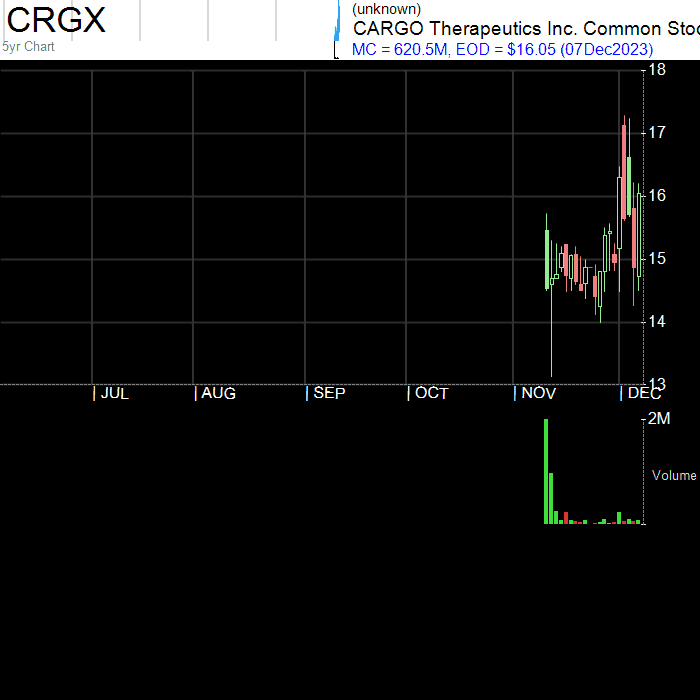 CRGX
5yr Chart
(unknown)
CARGO Therapeutics Inc. Common Stoc
MC = 620.5M, EOD = $16.05 (07Dec2023)
18
17
16
15
14
13
JUL AUG SEP OCT NOV DEC
2M
Volume